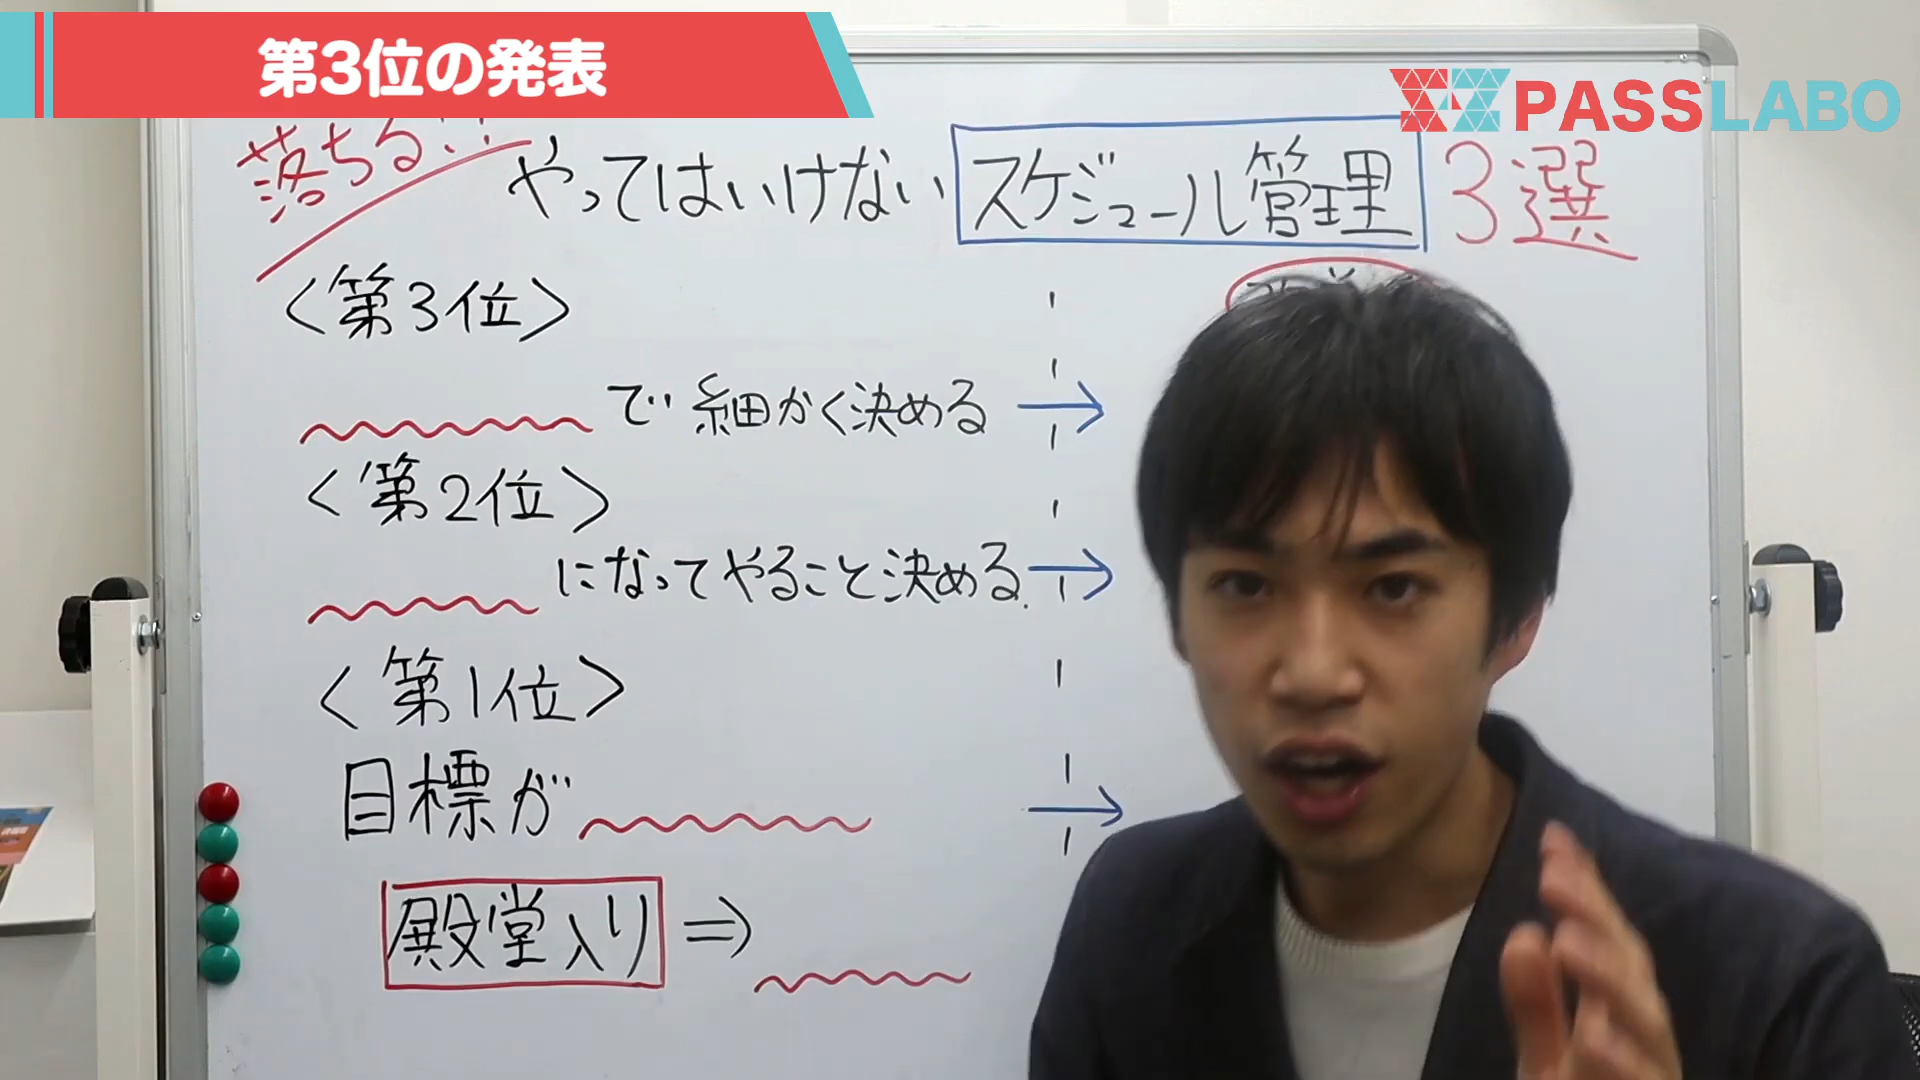 第3位の発表
PASSLABO
落ちる!!
やってはいけない スケジュール管理 3選
〈第3位〉
で細かく決める →
〈第2位〉
になってやること決める. →
〈第1位〉
目標が →
殿堂入り ⇒